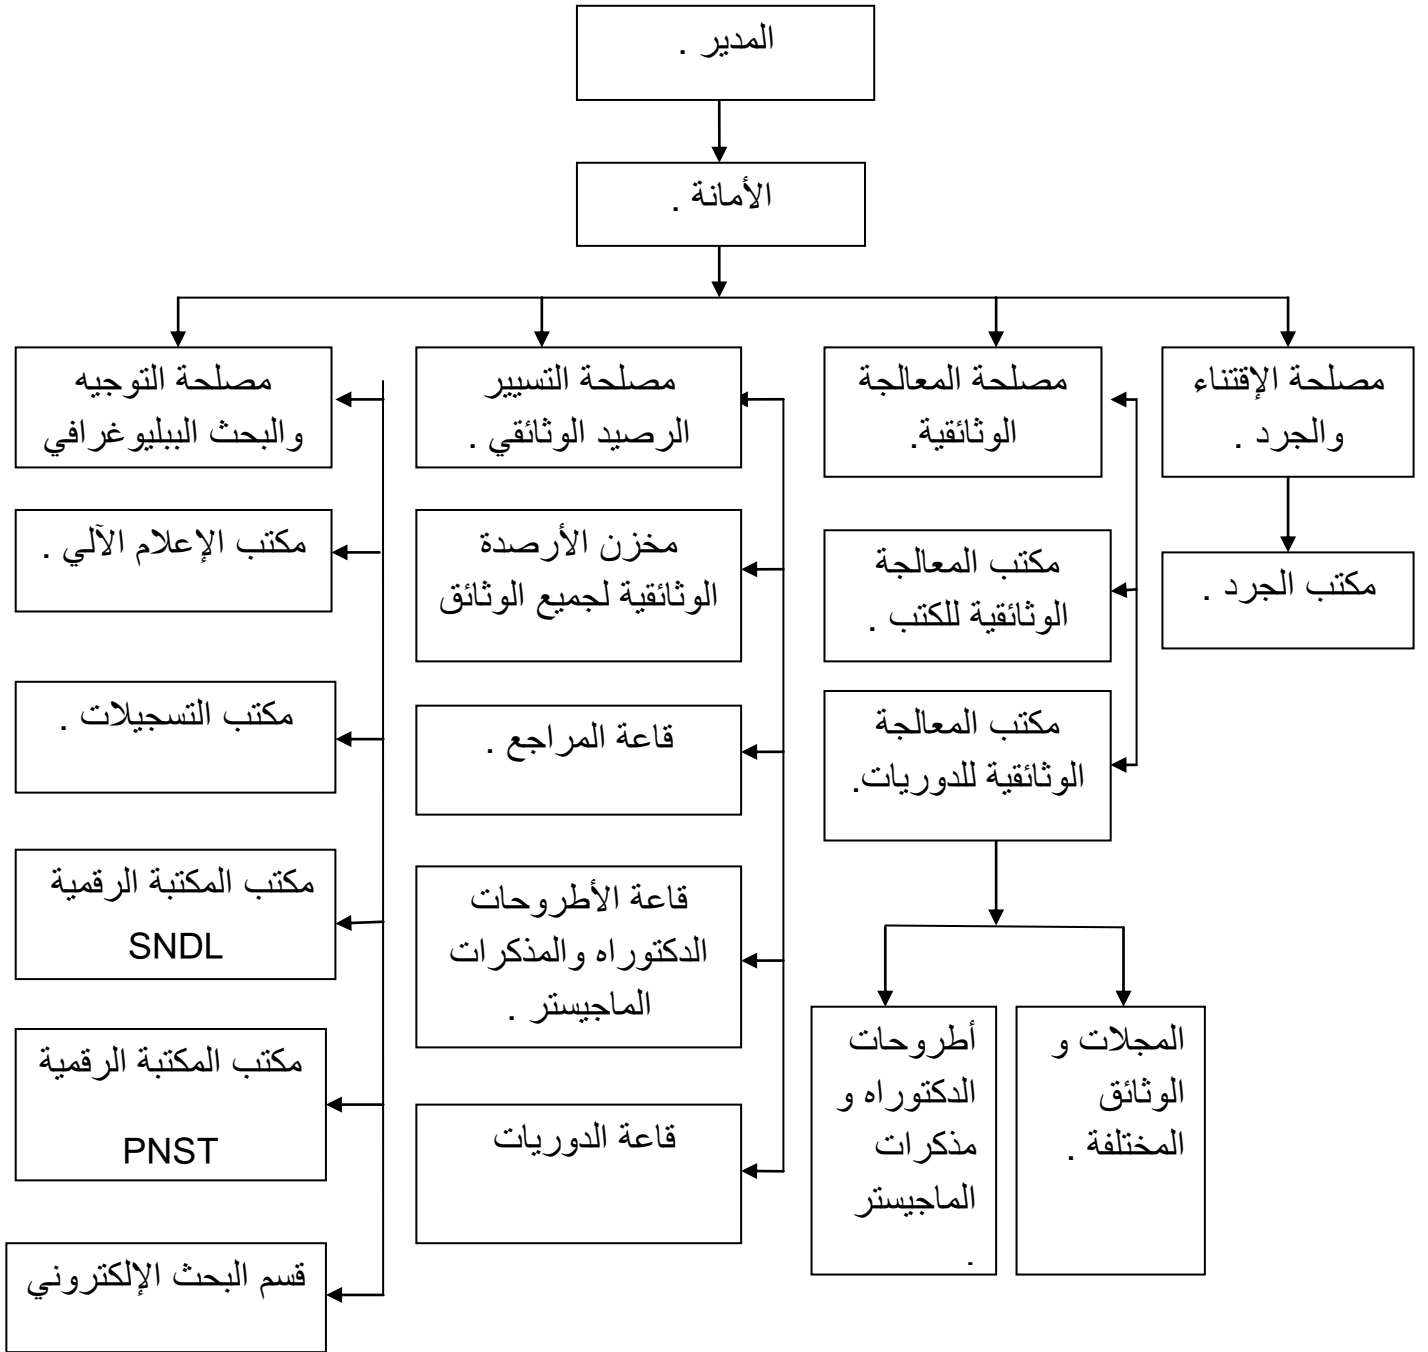 المدير .
الأمانة .
مصلحة الإقتناء
والجرد .
مكتب الجرد .
مصلحة المعالجة
الوثائقية.
مكتب المعالجة
الوثائقية للكتب .
مكتب المعالجة
الوثائقية للدوريات.
المجلات و
الوثائق
المختلفة .
أطروحات
الدكتوراه و
مذكرات
الماجيستر
.
مصلحة التسيير
الرصيد الوثائقي .
مخزن الأرصدة
الوثائقية لجميع الوثائق
قاعة المراجع .
قاعة الأطروحات
الدكتوراه والمذكرات
الماجيستر .
قاعة الدوريات
مصلحة التوجيه
والبحث الببليوغرافي
مكتب الإعلام الآلي .
مكتب التسجيلات .
مكتب المكتبة الرقمية
SNDL
مكتب المكتبة الرقمية
PNST
قسم البحث الإلكتروني